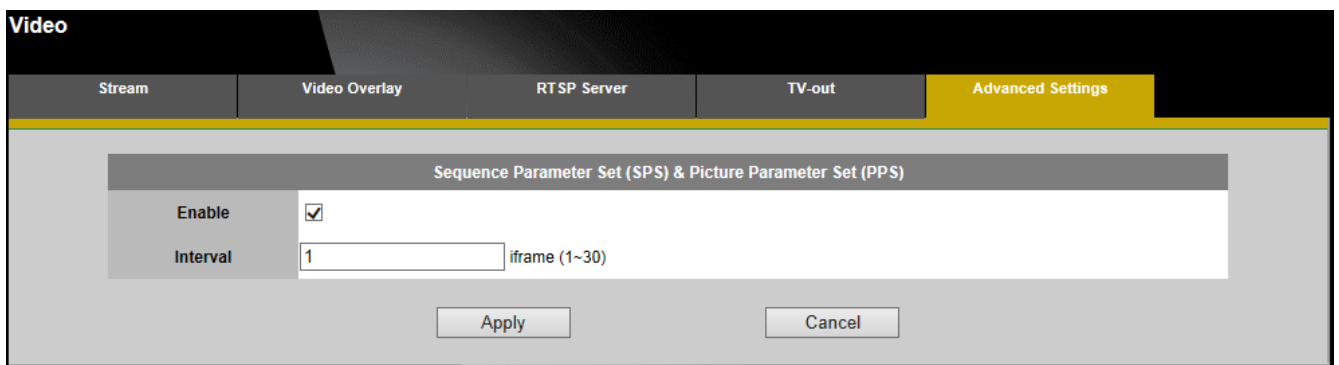 Video
Stream Video Overlay RTSP Server TV-out Advanced Settings
Sequence Parameter Set (SPS) & Picture Parameter Set (PPS)
Enable
Interval 1 iframe (1~30)
Apply Cancel